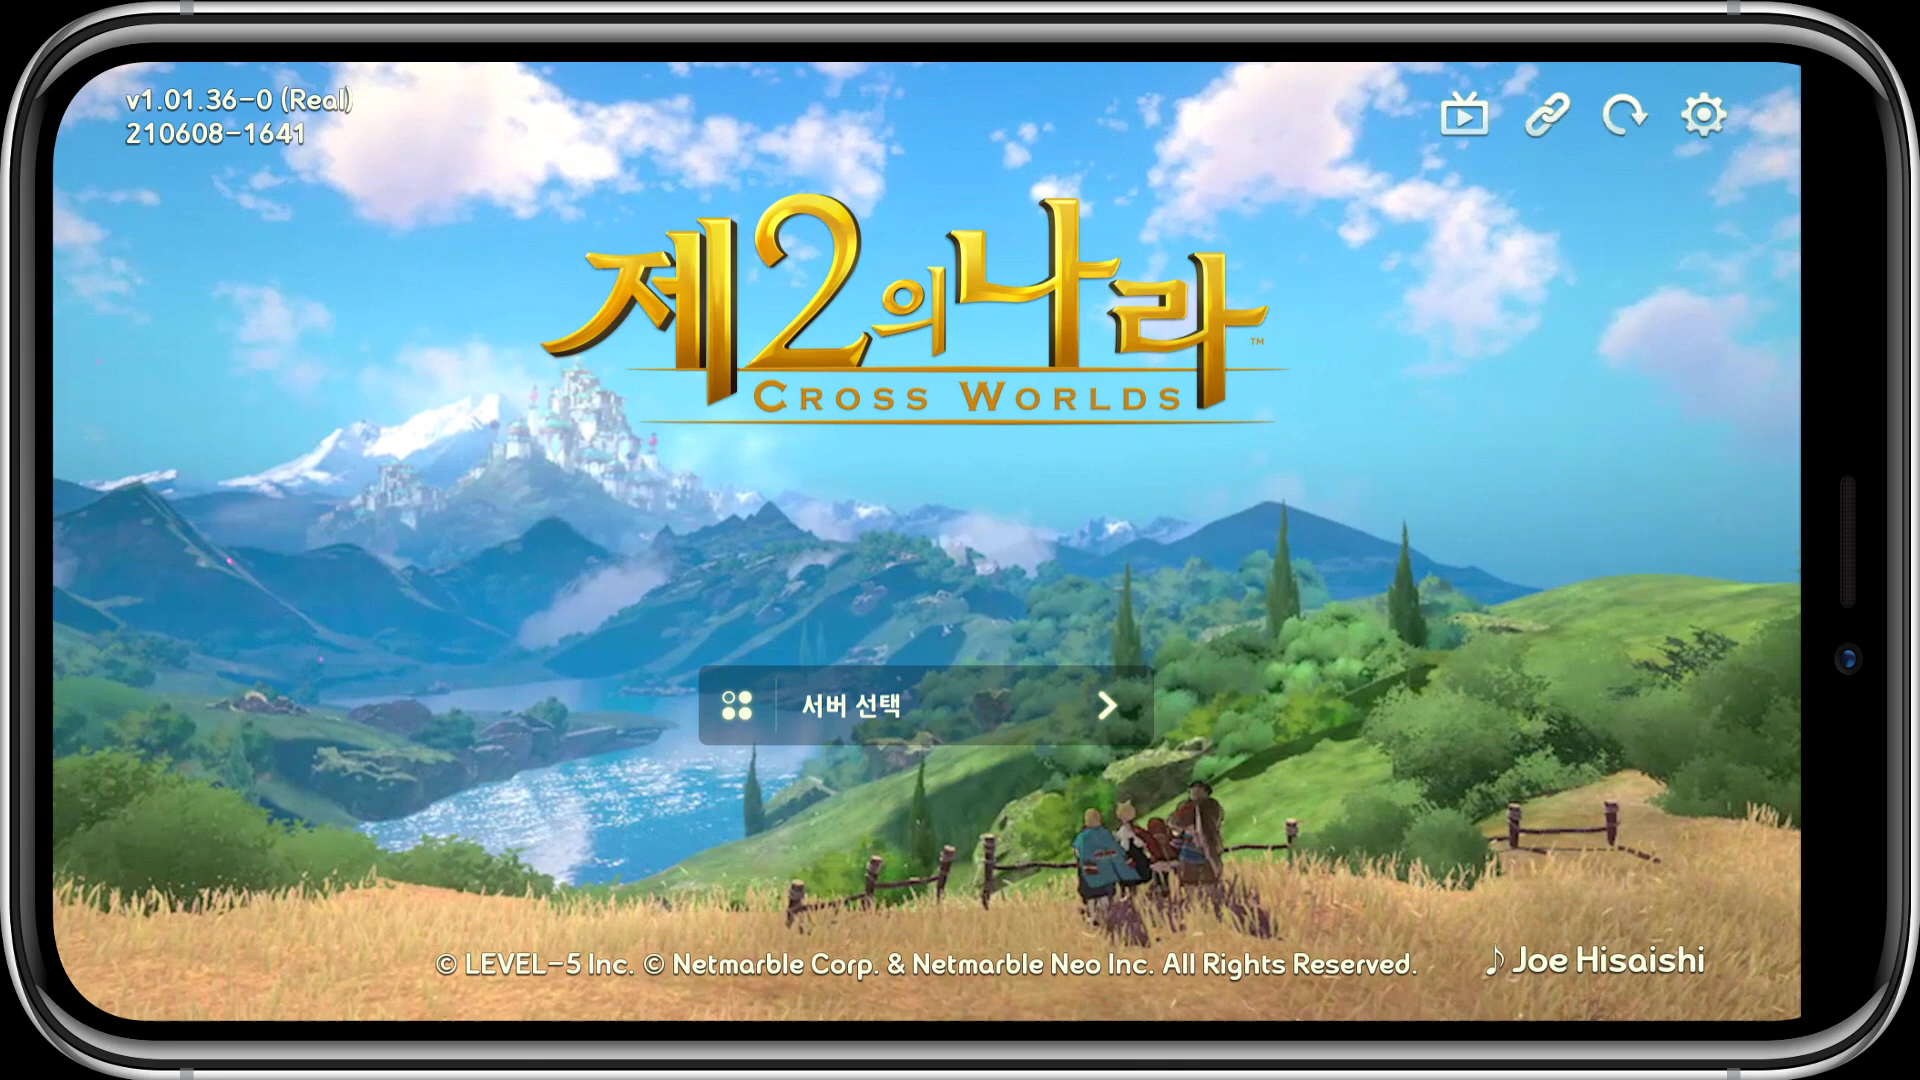 v1.01.36-0 (Real)
210608-1641
제2의나라 ™
CROSS WORLDS
서버 선택
© LEVEL-5 Inc. © Netmarble Corp. & Netmarble Neo Inc. All Rights Reserved.
♪ Joe Hisaishi